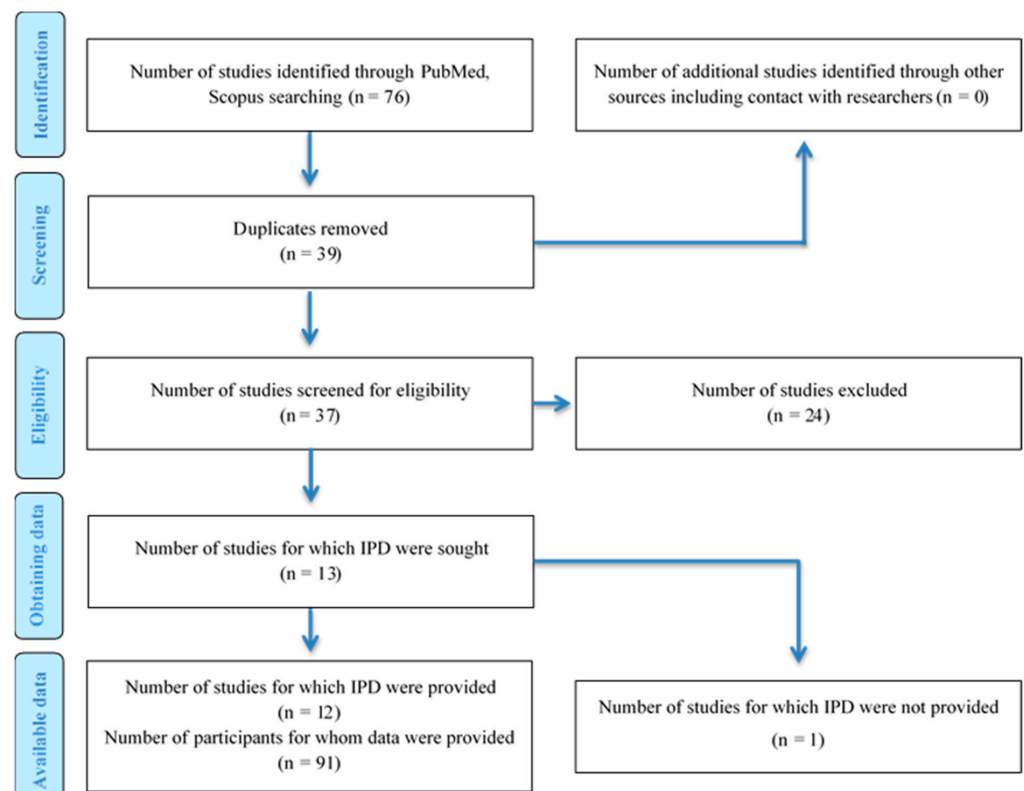 Identification
Number of studies identified through PubMed,
Scopus searching (n = 76)
Number of additional studies identified through other
sources including contact with researchers (n = 0)
Screening
Duplicates removed
(n = 39)
Eligibility
Number of studies screened for eligibility
(n = 37)
Number of studies excluded
(n = 24)
Obtaining data
Number of studies for which IPD were sought
(n = 13)
Available data
Number of studies for which IPD were provided
(n = 12)
Number of participants for whom data were provided
(n = 91)
Number of studies for which IPD were not provided
(n = 1)